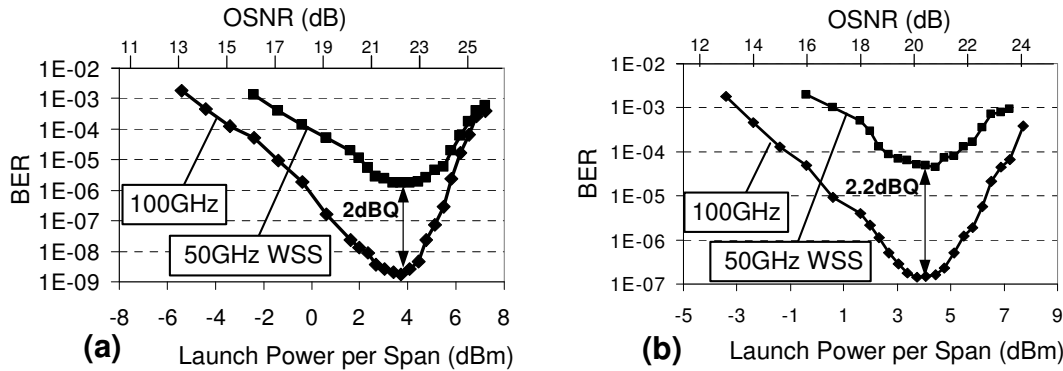 OSNR (dB)
11 13 15 16 18 20 21 23 25
1E-02
1E-03
1E-04
1E-05
1E-06
1E-07
1E-08
1E-09
BER
100GHz
50GHz WSS
2dBQ
-8 -6 -4 -2 0 2 4 6 8
(a)
Launch Power per Span (dBm)
OSNR (dB)
12 14 16 18 20 22 24
1E-02
1E-03
1E-04
1E-05
1E-06
1E-07
BER
2.2dBQ
100GHz
50GHz WSS
-5 -3 -1 1 3 5 7 9
(b)
Launch Power per Span (dBm)